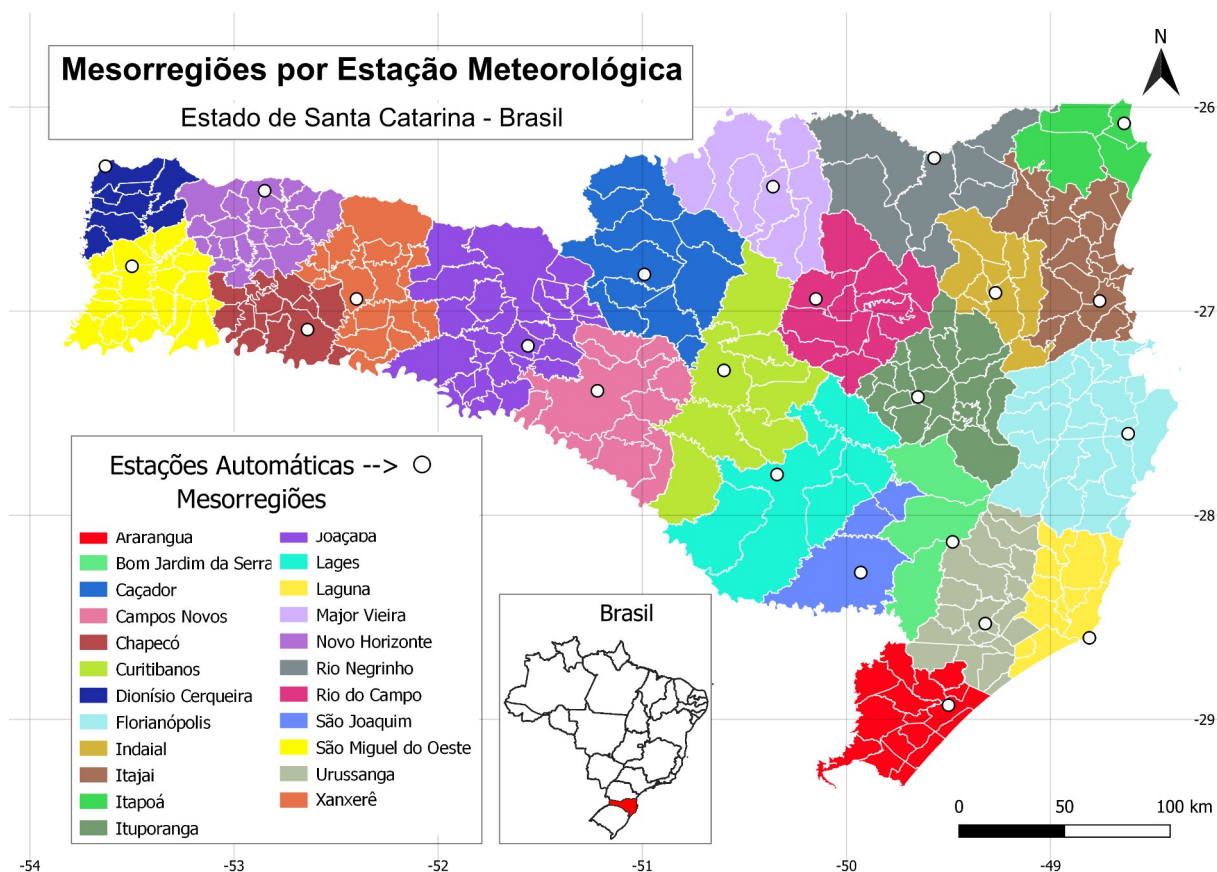 Mesorregiões por Estação Meteorológica
Estado de Santa Catarina - Brasil
N
-54
-53
-52
-51
-50
-49
-26
-27
-28
-29
Estações Automáticas -->
Mesorregiões
Ararangua
Bom Jardim da Serra
Caçador
Campos Novos
Chapecó
Curitibanos
Dionísio Cerqueira
Florianópolis
Indaial
Itajai
Itapoá
Ituporanga
Joaçaba
Lages
Laguna
Major Vieira
Novo Horizonte
Rio Negrinho
Rio do Campo
São Joaquim
São Miguel do Oeste
Urussanga
Xanxerê
Brasil
0 50 100 km